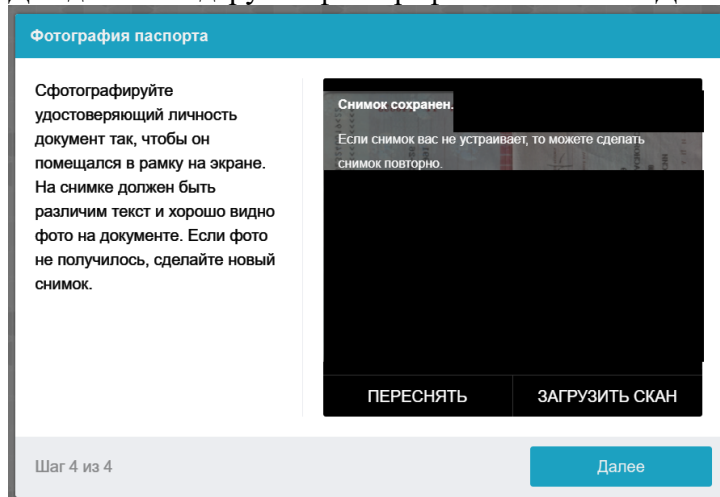 Фотография паспорта
Сфотографируйте
удостоверяющий личность
документ так, чтобы он
помещался в рамку на экране.
На снимке должен быть
различим текст и хорошо видно
фото на документе. Если фото
не получилось, сделайте новый
снимок.
Снимок сохранен.
Если снимок вас не устраивает, то можете сделать
снимок повторно.
ПЕРЕСНЯТЬ ЗАГРУЗИТЬ СКАН
Шаг 4 из 4
Далее